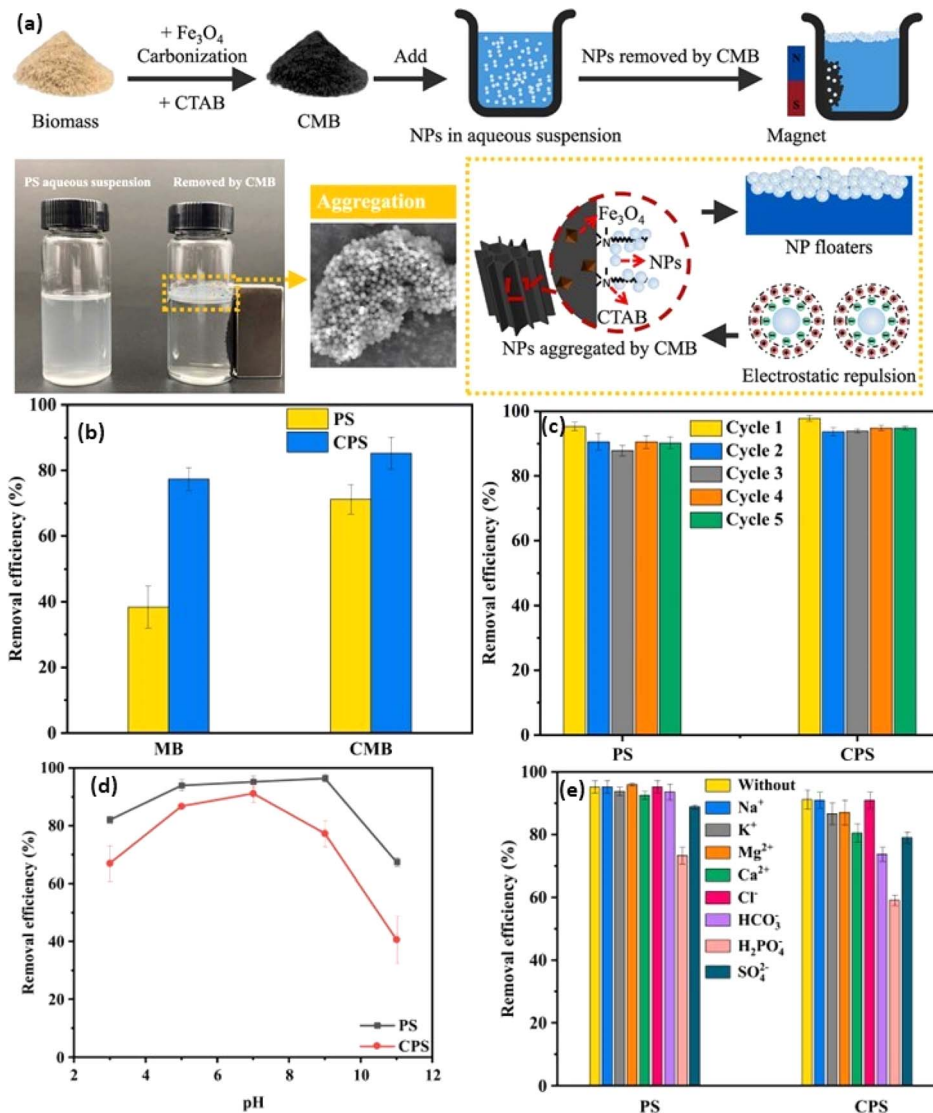 (a)
+ Fe₃O₄
Carbonization
+ CTAB
Biomass
CMB
Add
NPs in aqueous suspension
NPs removed by CMB
N
S
Magnet
PS aqueous suspension
Removed by CMB
Aggregation
Fe₃O₄
N
NPs
N
CTAB
NPs aggregated by CMB
NP floaters
Electrostatic repulsion
(b)
Removal efficiency (%)
100
80
60
40
20
0
PS
CPS
MB
CMB
(c)
Removal efficiency (%)
100
80
60
40
20
0
Cycle 1
Cycle 2
Cycle 3
Cycle 4
Cycle 5
PS
CPS
(d)
Removal efficiency (%)
100
80
60
40
20
0
PS
CPS
2
4
6
8
10
12
pH
(e)
Removal efficiency (%)
100
80
60
40
20
0
Without
Na⁺
K⁺
Mg²⁺
Ca²⁺
Cl⁻
HCO₃⁻
H₂PO₄⁻
SO₄²⁻
PS
CPS